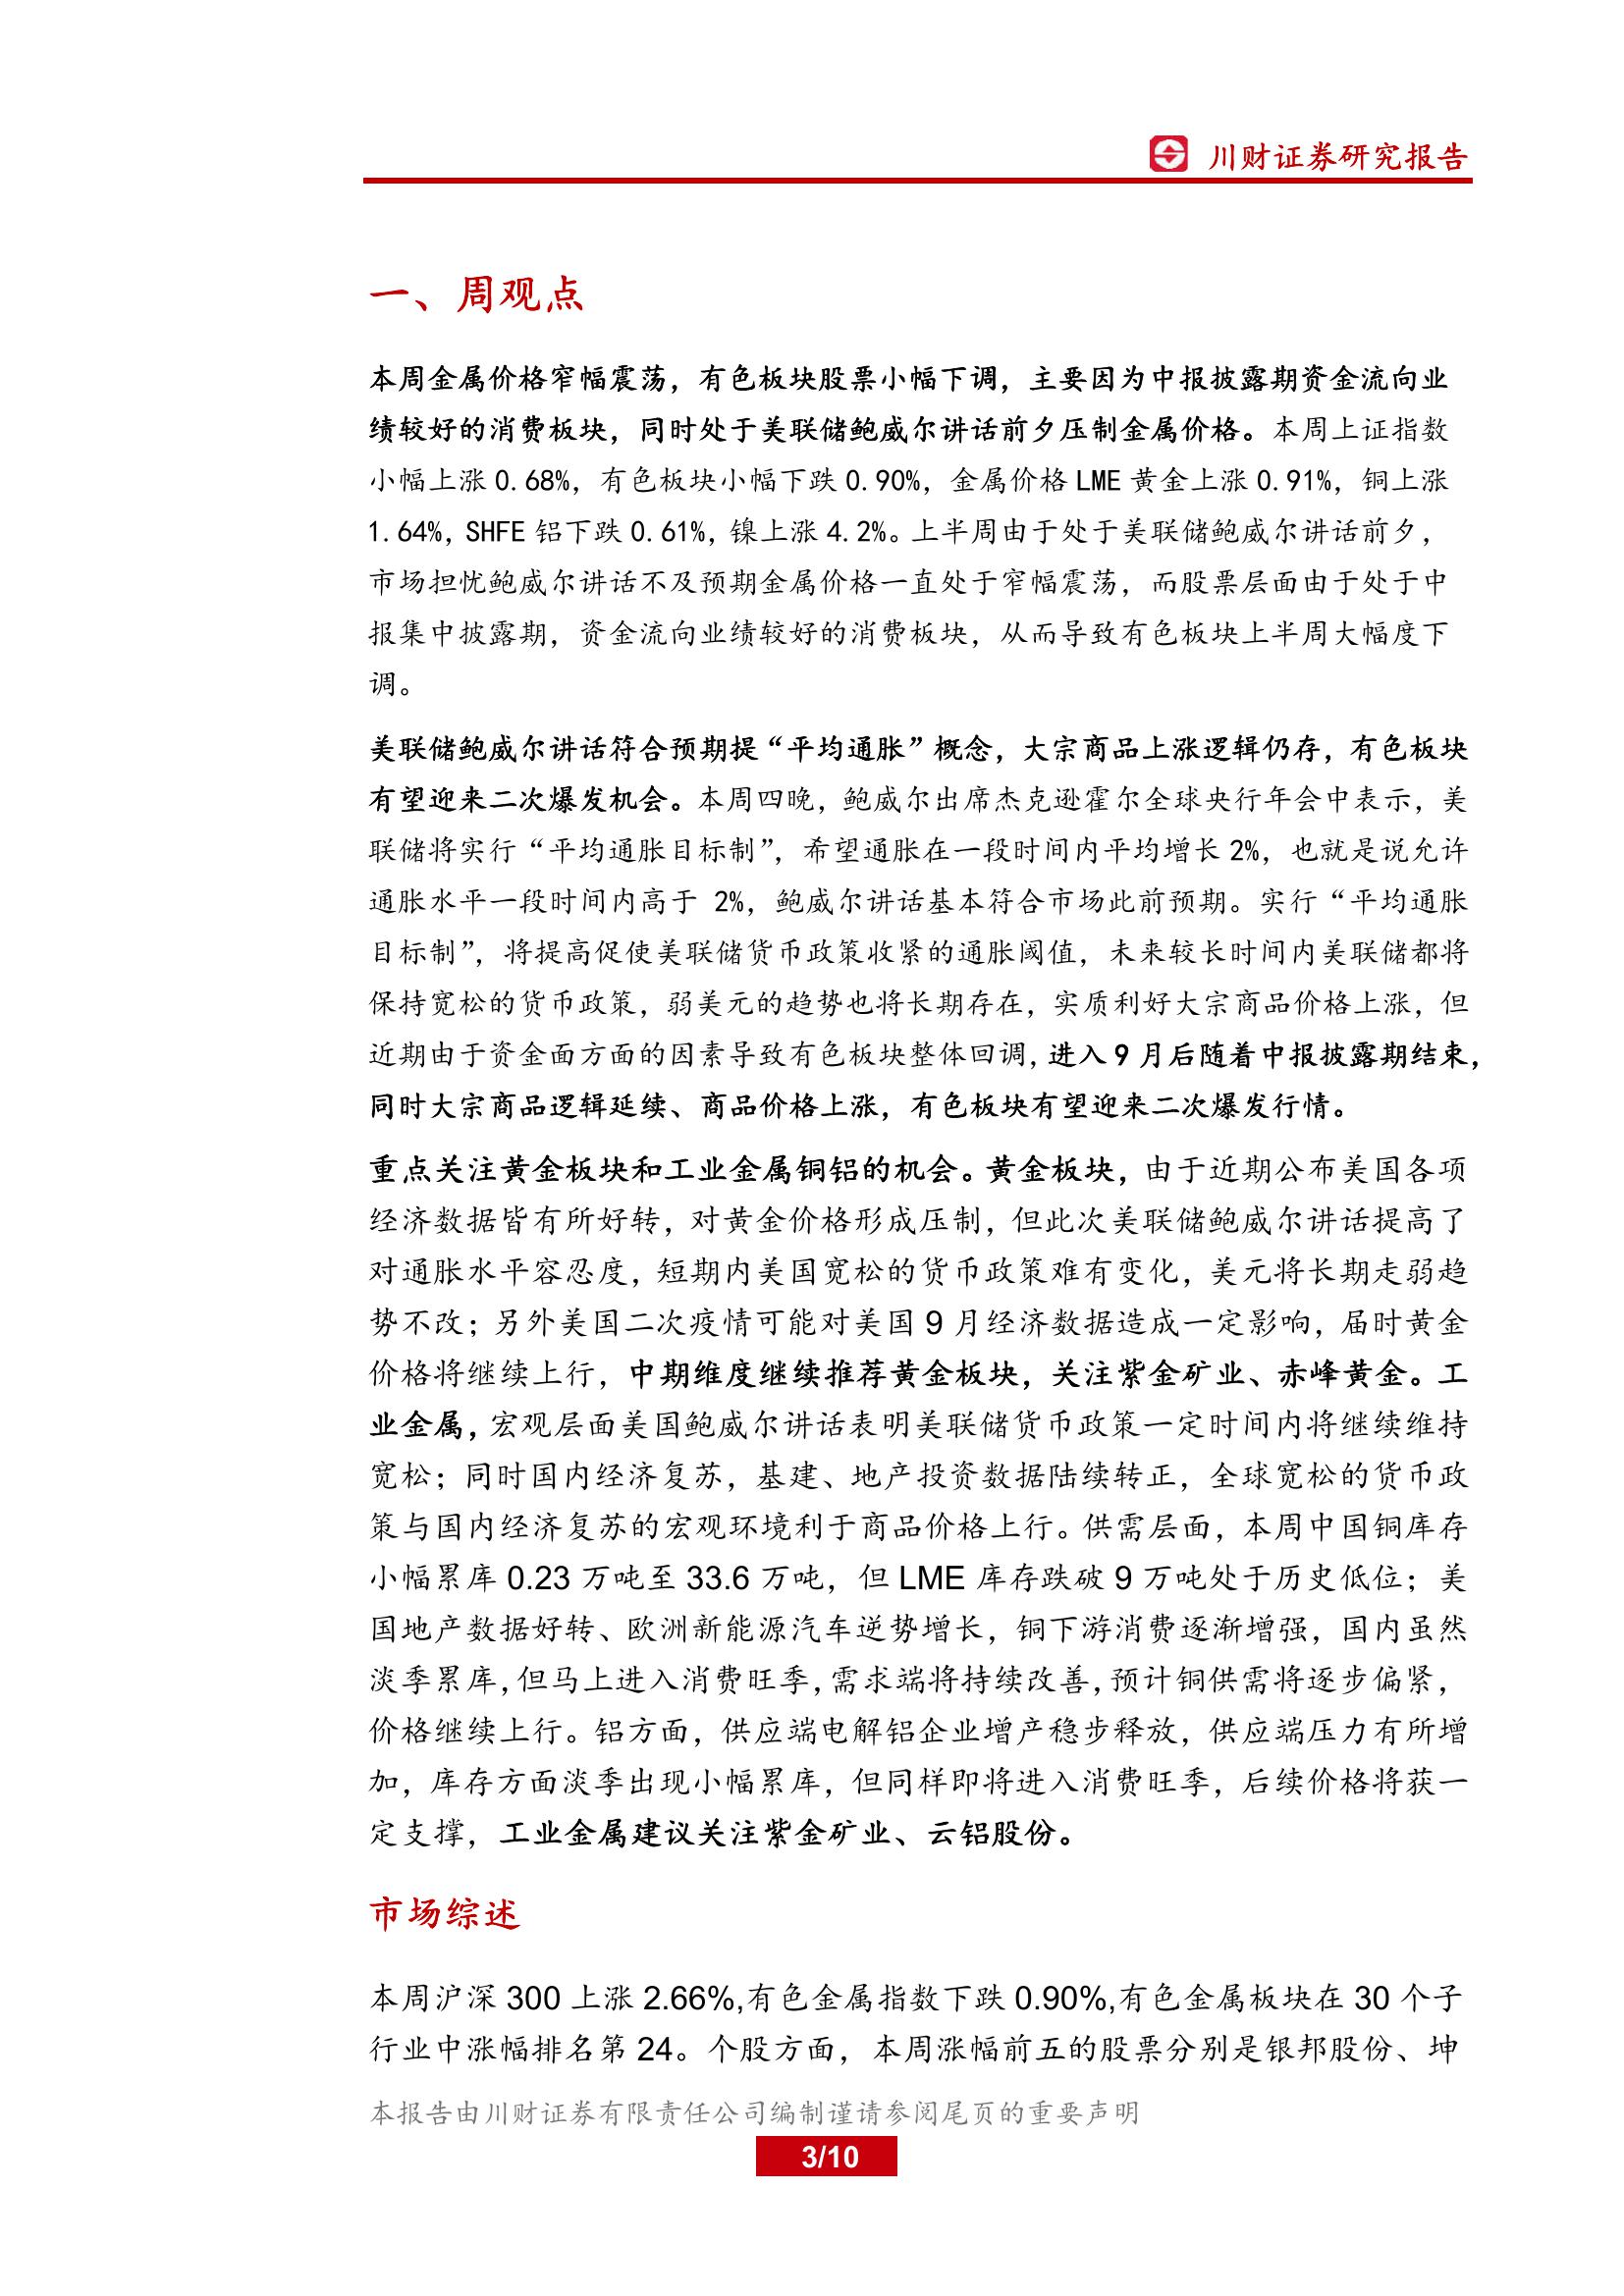 川财证券研究报告
一、周观点
本周金属价格窄幅震荡，有色板块股票小幅下调，主要因为中报披露期资金流向业
绩较好的消费板块，同时处于美联储鲍威尔讲话前夕压制金属价格。本周上证指数
小幅上涨 0.68%，有色板块小幅下跌 0.90%，金属价格 LME 黄金上涨 0.91%，铜上涨
1.64%，SHFE 铝下跌 0.61%，镍上涨 4.2%。上半周由于处于美联储鲍威尔讲话前夕，
市场担忧鲍威尔讲话不及预期金属价格一直处于窄幅震荡，而股票层面由于处于中
报集中披露期，资金流向业绩较好的消费板块，从而导致有色板块上半周大幅度下
调。
美联储鲍威尔讲话符合预期提“平均通胀”概念，大宗商品上涨逻辑仍存，有色板块
有望迎来二次爆发机会。本周四晚，鲍威尔出席杰克逊霍尔全球央行年会中表示，美
联储将实行“平均通胀目标制”，希望通胀在一段时间内平均增长 2%，也就是说允许
通胀水平一段时间内高于 2%，鲍威尔讲话基本符合市场此前预期。实行“平均通胀
目标制”，将提高促使美联储货币政策收紧的通胀阈值，未来较长时间内美联储都将
保持宽松的货币政策，弱美元的趋势也将长期存在，实质利好大宗商品价格上涨，但
近期由于资金面方面的因素导致有色板块整体回调，进入 9 月后随着中报披露期结束，
同时大宗商品逻辑延续、商品价格上涨，有色板块有望迎来二次爆发行情。
重点关注黄金板块和工业金属铜铝的机会。黄金板块，由于近期公布美国各项
经济数据皆有所好转，对黄金价格形成压制，但此次美联储鲍威尔讲话提高了
对通胀水平容忍度，短期内美国宽松的货币政策难有变化，美元将长期走弱趋
势不改；另外美国二次疫情可能对美国 9 月经济数据造成一定影响，届时黄金
价格将继续上行，中期维度继续推荐黄金板块，关注紫金矿业、赤峰黄金。工
业金属，宏观层面美国鲍威尔讲话表明美联储货币政策一定时间内将继续维持
宽松；同时国内经济复苏，基建、地产投资数据陆续转正，全球宽松的货币政
策与国内经济复苏的宏观环境利于商品价格上行。供需层面，本周中国铜库存
小幅累库 0.23 万吨至 33.6 万吨，但 LME 库存跌破 9 万吨处于历史低位；美
国地产数据好转、欧洲新能源汽车逆势增长，铜下游消费逐渐增强，国内虽然
淡季累库，但马上进入消费旺季，需求端将持续改善，预计铜供需将逐步偏紧，
价格继续上行。铝方面，供应端电解铝企业增产稳步释放，供应端压力有所增
加，库存方面淡季出现小幅累库，但同样即将进入消费旺季，后续价格将获一
定支撑，工业金属建议关注紫金矿业、云铝股份。
市场综述
本周沪深 300 上涨 2.66%,有色金属指数下跌 0.90%,有色金属板块在 30 个子
行业中涨幅排名第 24。个股方面，本周涨幅前五的股票分别是银邦股份、坤
本报告由川财证券有限责任公司编制谨请参阅尾页的重要声明
3/10